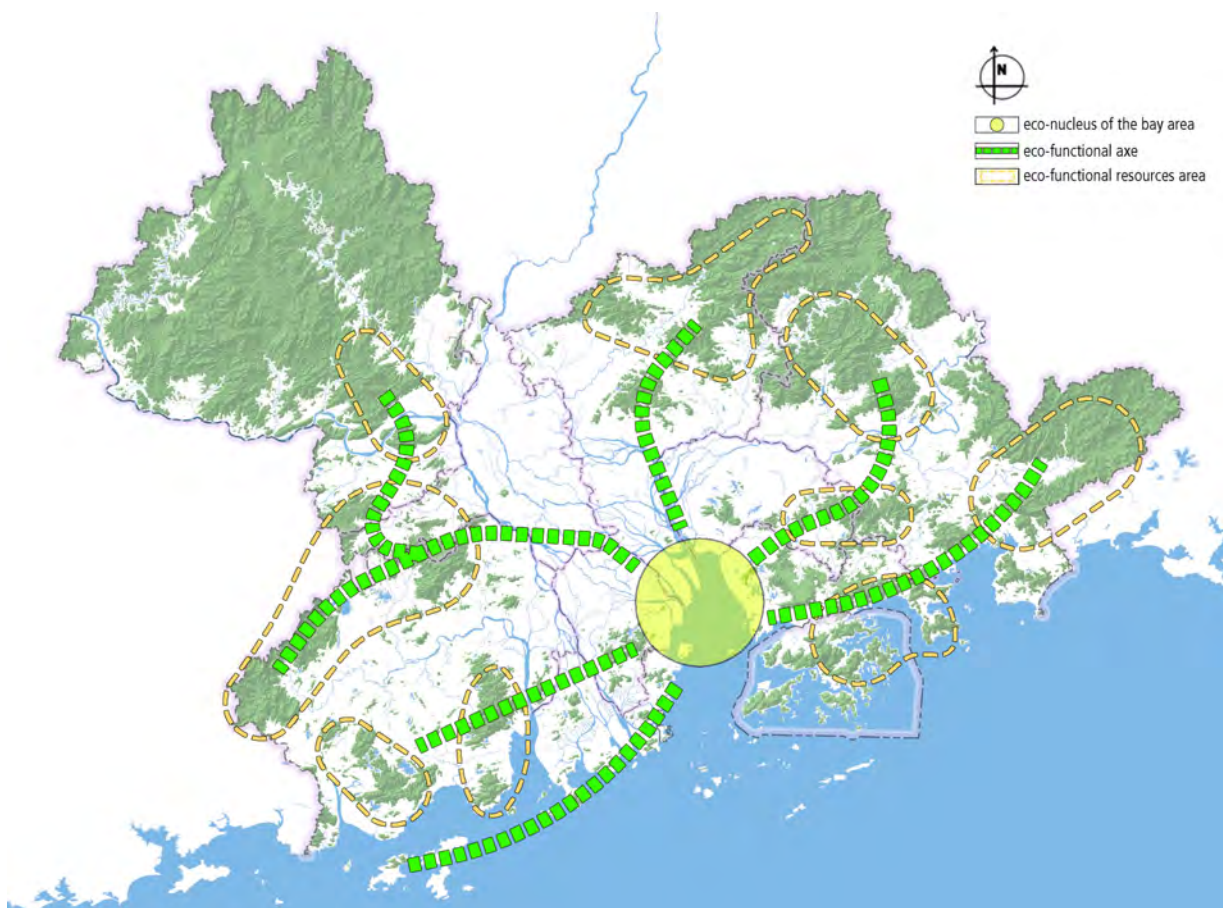 N
eco-nucleus of the bay area
eco-functional axe
eco-functional resources area